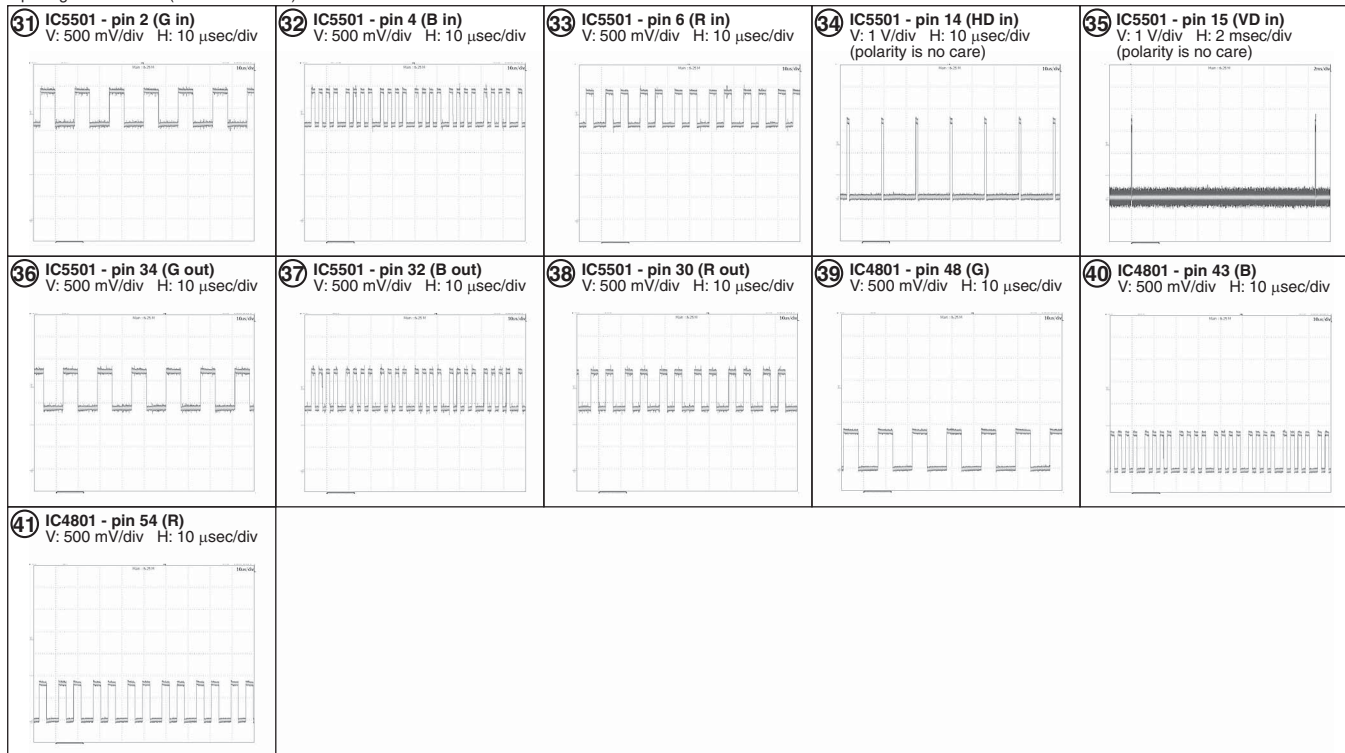 31 IC5501 - pin 2 (G in)
V: 500 mV/div H: 10 μsec/div
32 IC5501 - pin 4 (B in)
V: 500 mV/div H: 10 μsec/div
33 IC5501 - pin 6 (R in)
V: 500 mV/div H: 10 μsec/div
34 IC5501 - pin 14 (HD in)
V: 1 V/div H: 10 μsec/div
(polarity is no care)
35 IC5501 - pin 15 (VD in)
V: 1 V/div H: 2 msec/div
(polarity is no care)
36 IC5501 - pin 34 (G out)
V: 500 mV/div H: 10 μsec/div
37 IC5501 - pin 32 (B out)
V: 500 mV/div H: 10 μsec/div
38 IC5501 - pin 30 (R out)
V: 500 mV/div H: 10 μsec/div
39 IC4801 - pin 48 (G)
V: 500 mV/div H: 10 μsec/div
40 IC4801 - pin 43 (B)
V: 500 mV/div H: 10 μsec/div
41 IC4801 - pin 54 (R)
V: 500 mV/div H: 10 μsec/div